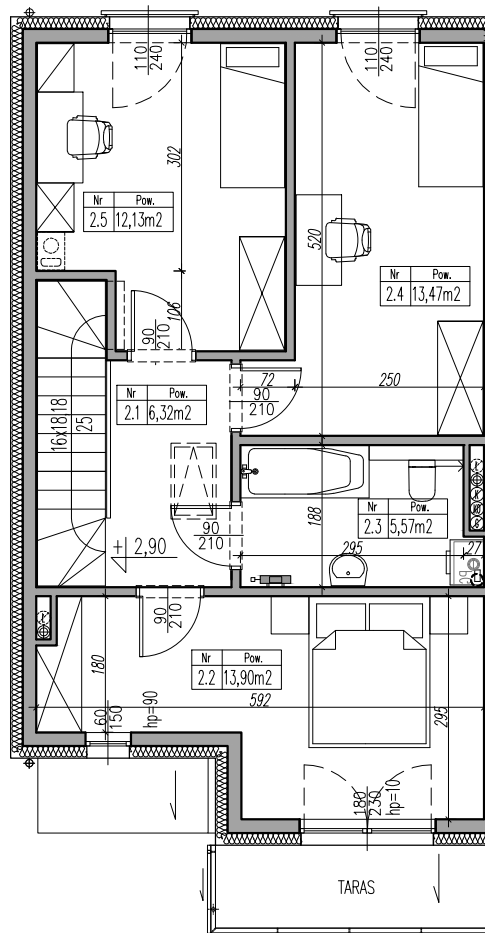 110
240
110
240
302
Nr Pow.
2.5 12,13m2
520
Nr Pow.
2.4 13,47m2
106
90
210
72
250
90
210
Nr Pow.
2.1 6,32m2
16x18.18
25
188
Nr Pow.
2.3 5,57m2
90
210
+ 2,90
295
27
90
210
180
Nr Pow.
2.2 13,90m2
592
295
60
150
hp=90
180
230
hp=10
TARAS